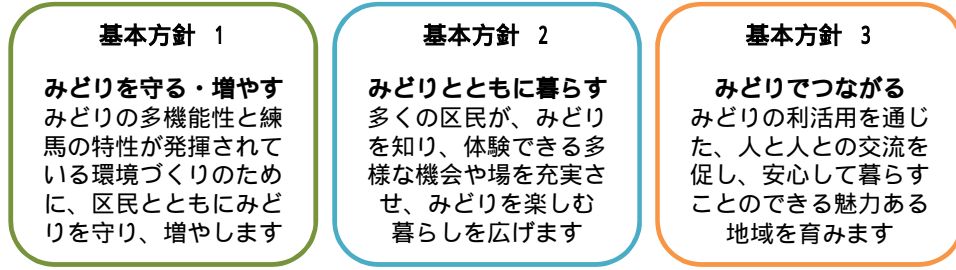 基本方針 1
みどりを守る・増やす
みどりの多機能性と練
馬の特性が発揮されて
いる環境づくりのため
に、区民とともにみど
りを守り、増やします
基本方針 2
みどりとともに暮らす
多くの区民が、みどり
を知り、体験できる多
様な機会や場を充実さ
せ、みどりを楽しむ
暮らしを広げます
基本方針 3
みどりでつながる
みどりの利活用を通じ
た、人と人との交流を
促し、安心して暮らす
ことのできる魅力ある
地域を育みます